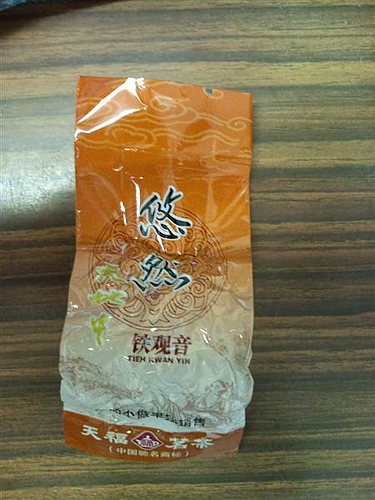 悠
然
铁观音
TIEH KWAN YIN
天福 茗茶
(中国驰名商标)